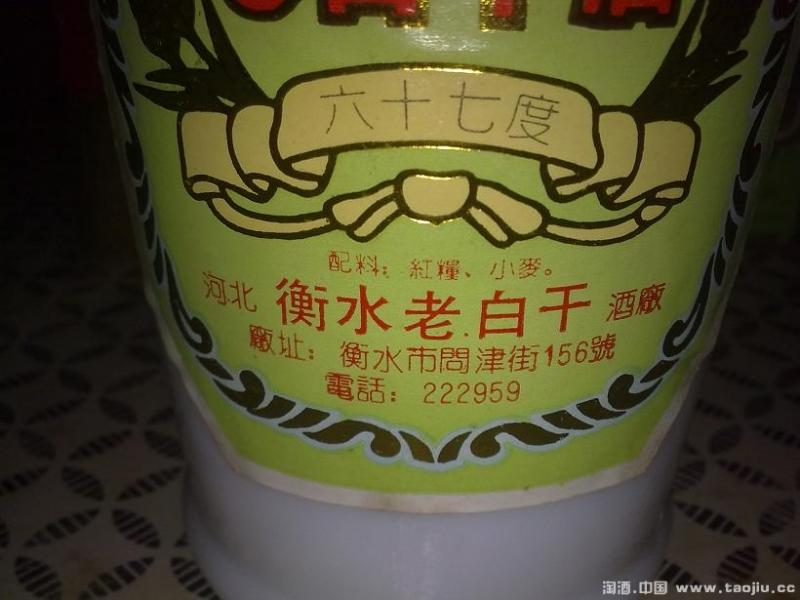 六十七度
配料：紅糧、小麥。
河北 衡水老白干 酒廠
廠址：衡水市問津街156號
電話：222959
淘酒.中国 www.taojiu.cc